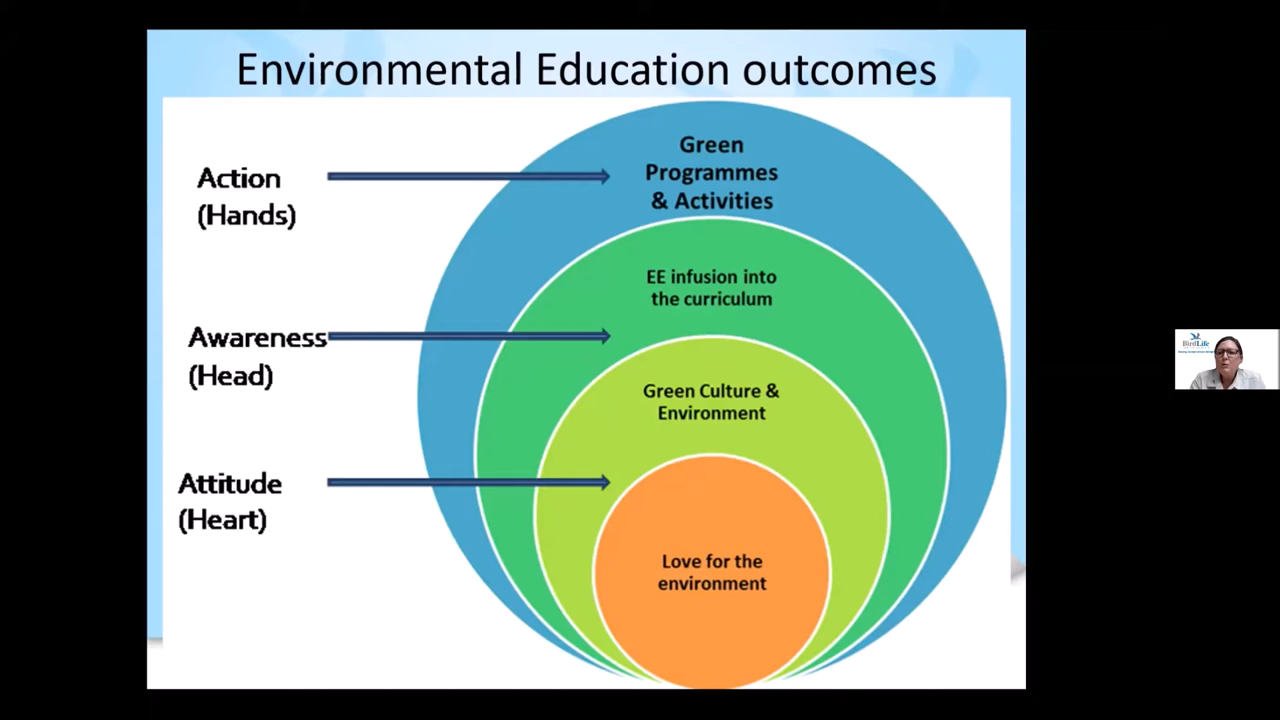 Environmental Education outcomes
Action
(Hands)
Green
Programmes
& Activities
Awareness
(Head)
EE infusion into
the curriculum
Green Culture &
Environment
Attitude
(Heart)
Love for the
environment
BirdLife